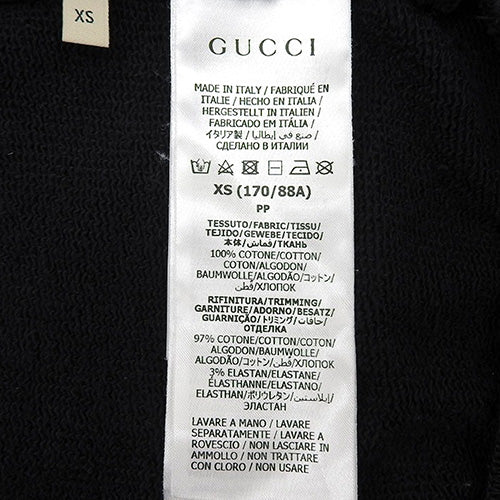 XS
GUCCI
MADE IN ITALY / FABRIQUÉ EN
ITALIE / HECHO EN ITALIA /
HERGESTELLT IN ITALIEN /
FABRICADO EM ITÁLIA /
イタリア製 / صنع في إيطاليا /
СДЕЛАНО В ИТАЛИИ
XS (170/88A)
PP
TESSUTO/FABRIC/TISSU/
TEJIDO/GEWEBE/TECIDO/
本体/قماش/ТКАНЬ
100% COTONE/COTTON/
COTON/ALGODON/
BAUMWOLLE/ALGODÃO/コットン/
قطن/ХЛОПОК
RIFINITURA/TRIMMING/
GARNITURE/ADORNO/BESATZ/
GUARNIÇÃO/トリミング/حافات/
ОТДЕЛКА
97% COTONE/COTTON/COTON/
ALGODON/BAUMWOLLE/
ALGODÃO/コットン/قطن/ХЛОПОК
3% ELASTAN/ELASTANE/
ÉLASTHANNE/ELASTANO/
ELASTHAN/ポリウレタン/إيلاستين/
ЭЛАСТАН
LAVARE A MANO / LAVARE
SEPARATAMENTE / LAVARE A
ROVESCIO / NON LASCIARE IN
AMMOLLO / NON TRATTARE
CON CLORO / NON USARE